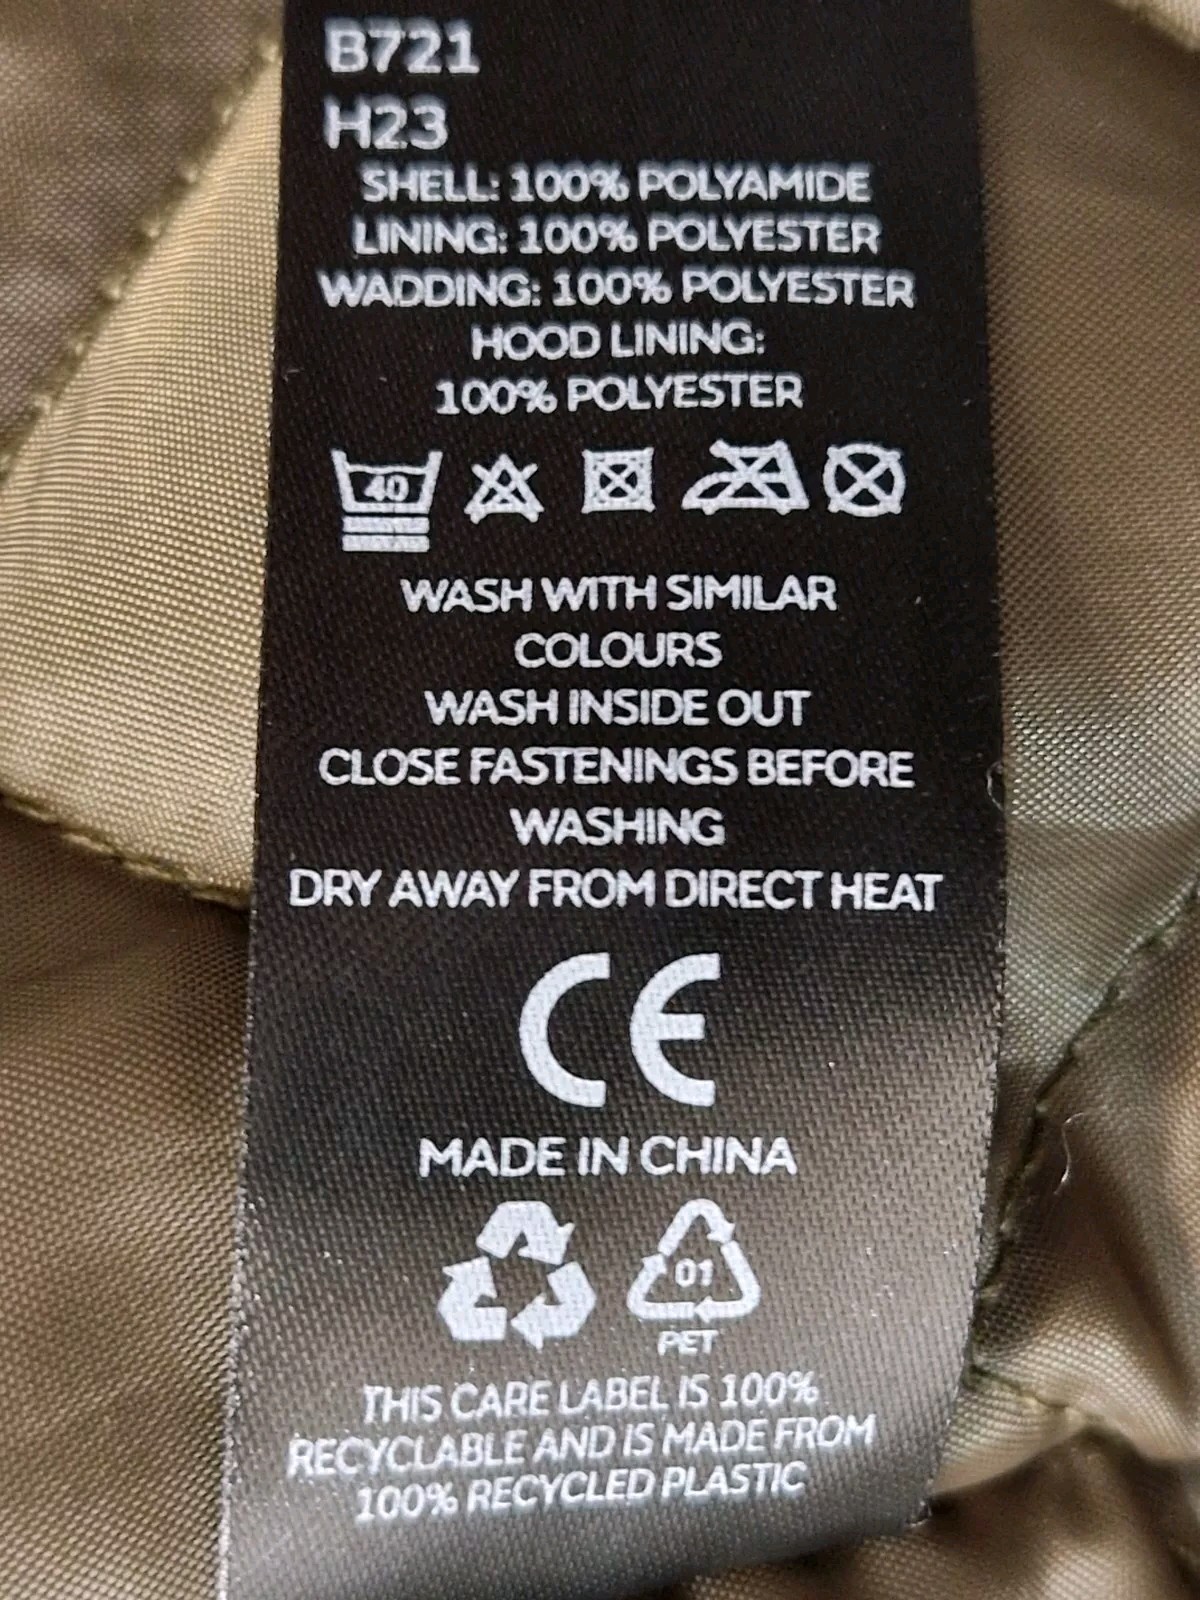 B721
H23
SHELL: 100% POLYAMIDE
LINING: 100% POLYESTER
WADDING: 100% POLYESTER
HOOD LINING:
100% POLYESTER
40
WASH WITH SIMILAR
COLOURS
WASH INSIDE OUT
CLOSE FASTENINGS BEFORE
WASHING
DRY AWAY FROM DIRECT HEAT
CE
MADE IN CHINA
01
PET
THIS CARE LABEL IS 100%
RECYCLABLE AND IS MADE FROM
100% RECYCLED PLASTIC